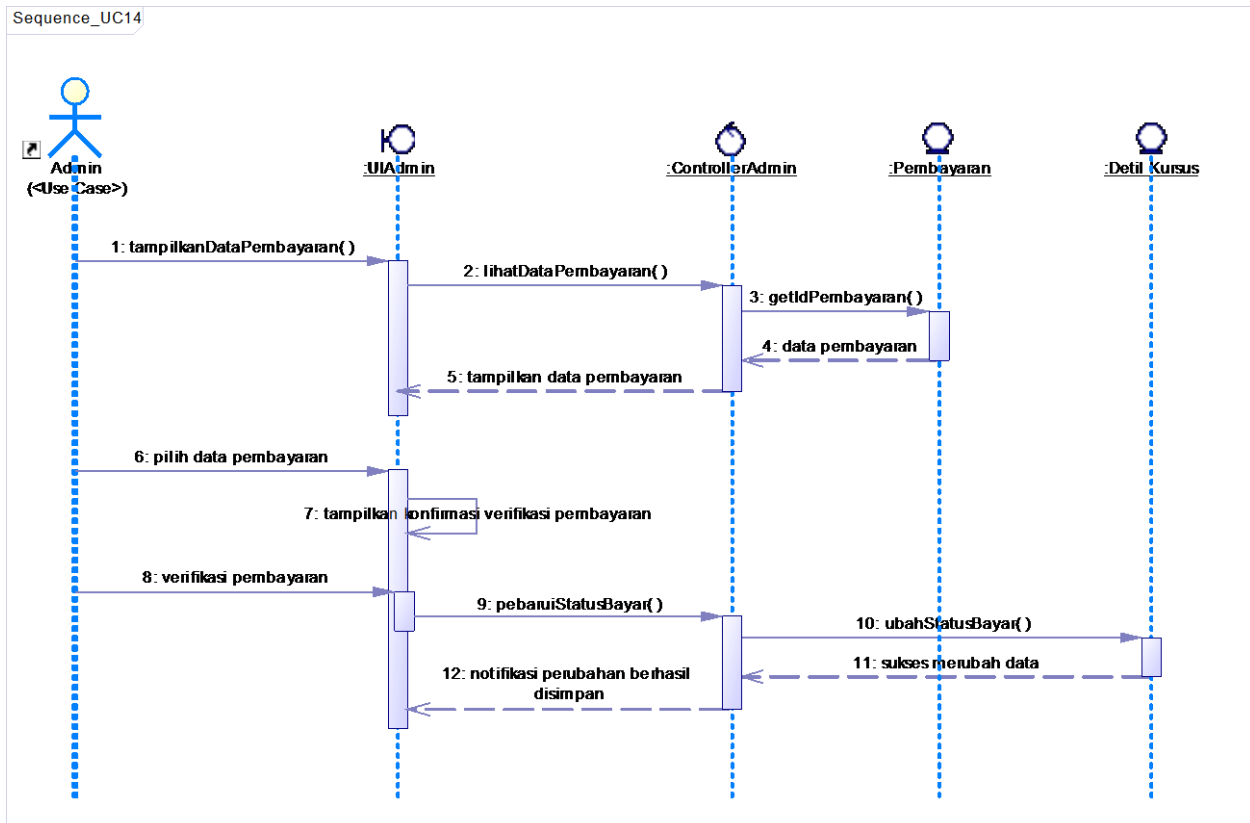 Sequence_UC14
Admin
(<Use Case>)
:UIAdmin
:ControllerAdmin
:Pembayaran
:Detil Kursus
1: tampilkanDataPembayaran( )
2: lihatDataPembayaran( )
3: getIdPembayaran( )
4: data pembayaran
5: tampilkan data pembayaran
6: pilih data pembayaran
7: tampilkan konfirmasi verifikasi pembayaran
8: verifikasi pembayaran
9: pebaruiStatusBayar( )
10: ubahStatusBayar( )
11: sukses merubah data
12: notifikasi perubahan berhasil
disimpan